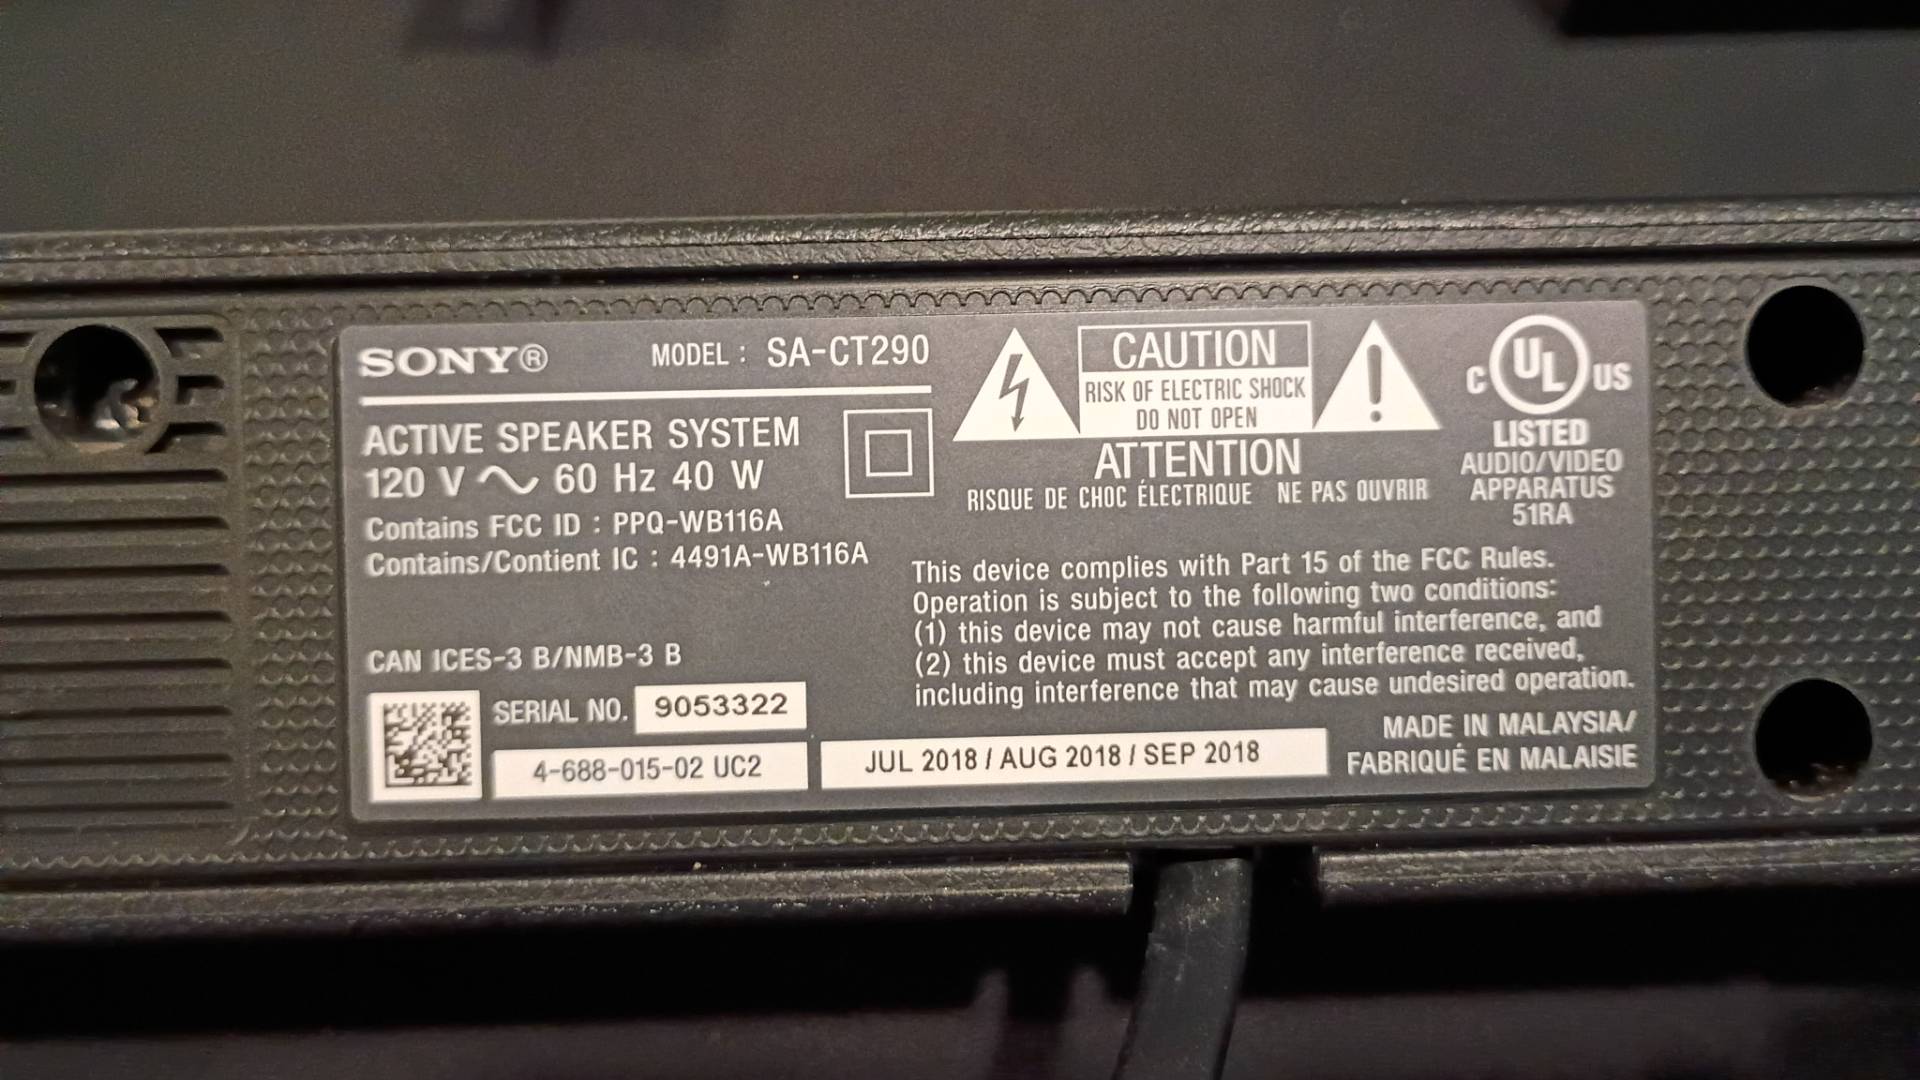 SONY®
MODEL : SA-CT290
ACTIVE SPEAKER SYSTEM
120 V ~ 60 Hz 40 W
Contains FCC ID : PPQ-WB116A
Contains/Contient IC : 4491A-WB116A
CAN ICES-3 B/NMB-3 B
SERIAL NO. 9053322
4-688-015-02 UC2
CAUTION
RISK OF ELECTRIC SHOCK
DO NOT OPEN
ATTENTION
RISQUE DE CHOC ÉLECTRIQUE NE PAS OUVRIR
C UL US
LISTED
AUDIO/VIDEO
APPARATUS
51RA
This device complies with Part 15 of the FCC Rules.
Operation is subject to the following two conditions:
(1) this device may not cause harmful interference, and
(2) this device must accept any interference received,
including interference that may cause undesired operation.
JUL 2018 / AUG 2018 / SEP 2018
MADE IN MALAYSIA/
FABRIQUÉ EN MALAISIE